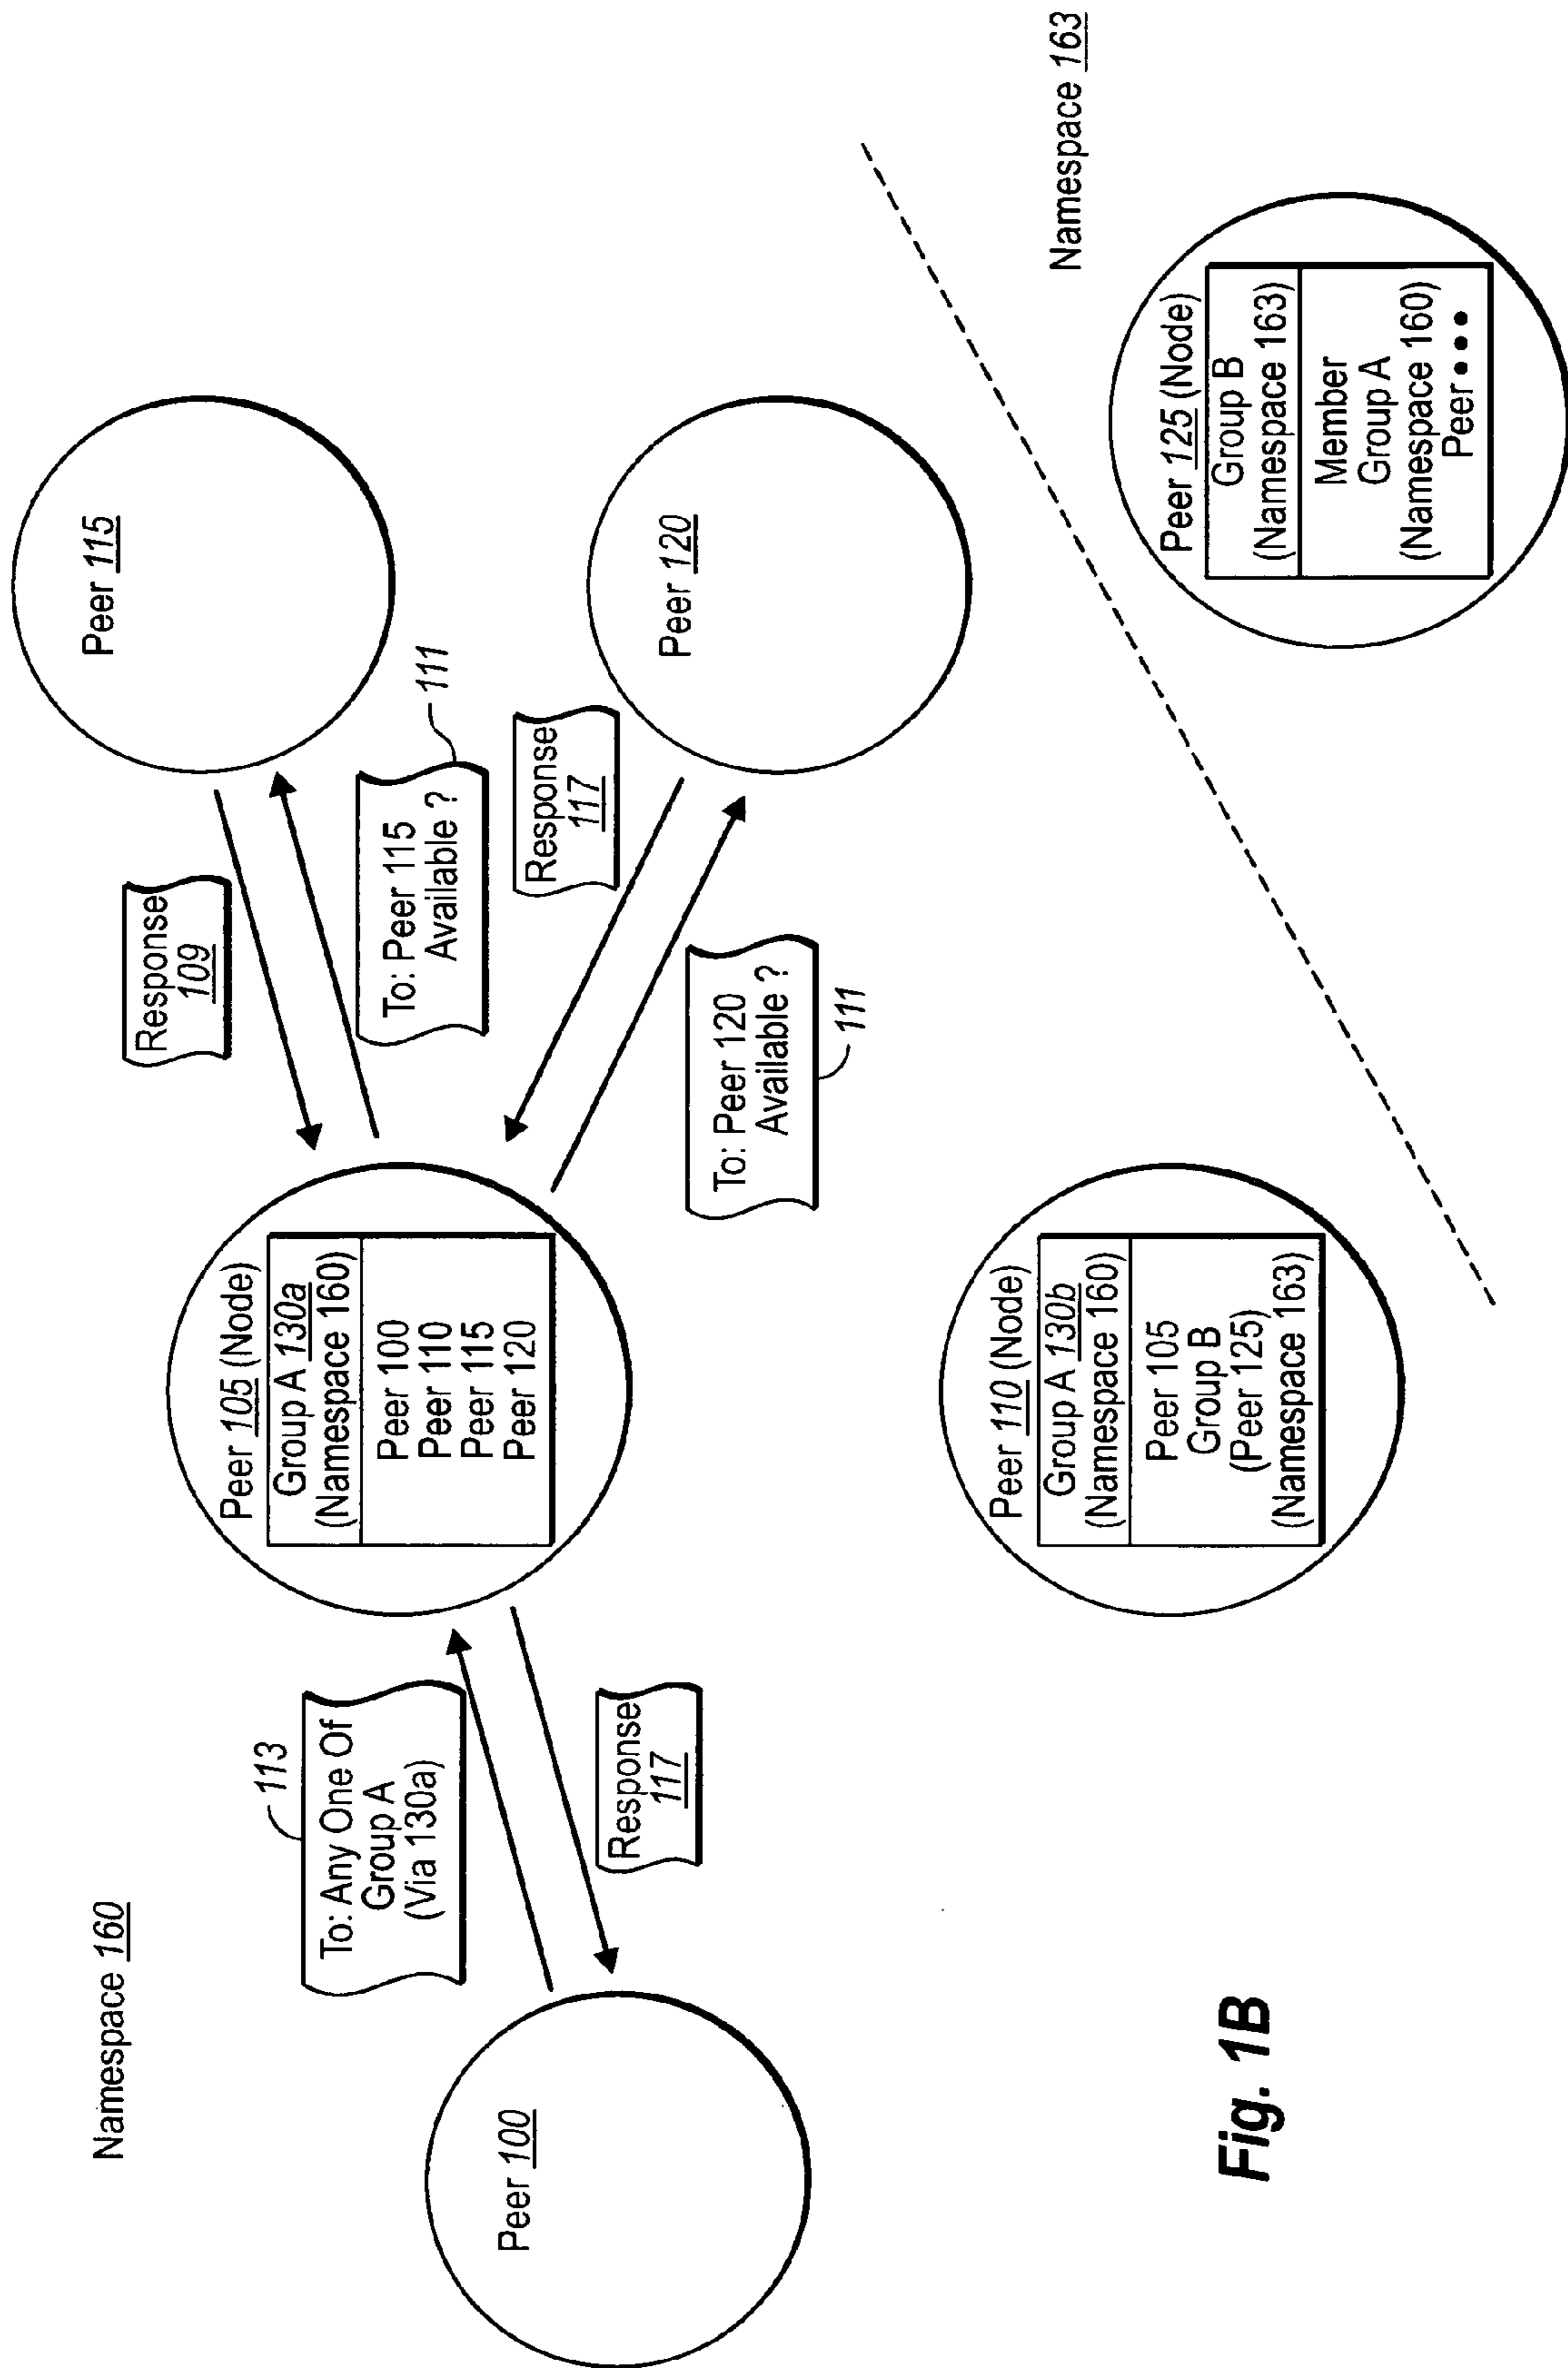 Namespace 160
Peer 100
113
To: Any One Of
Group A
(Via 130a)
Response
117
Peer 105 (Node)
Group A 130a
(Namespace 160)
Peer 100
Peer 110
Peer 115
Peer 120
Response
109
To: Peer 115
Available ?
111
Peer 115
Response
117
To: Peer 120
Available ?
111
Peer 120
Peer 110 (Node)
Group A 130b
(Namespace 160)
Peer 105
Group B
(Peer 125)
(Namespace 163)
Namespace 163
Peer 125 (Node)
Group B
(Namespace 163)
Member
Group A
(Namespace 160)
Peer •••
Fig. 1B